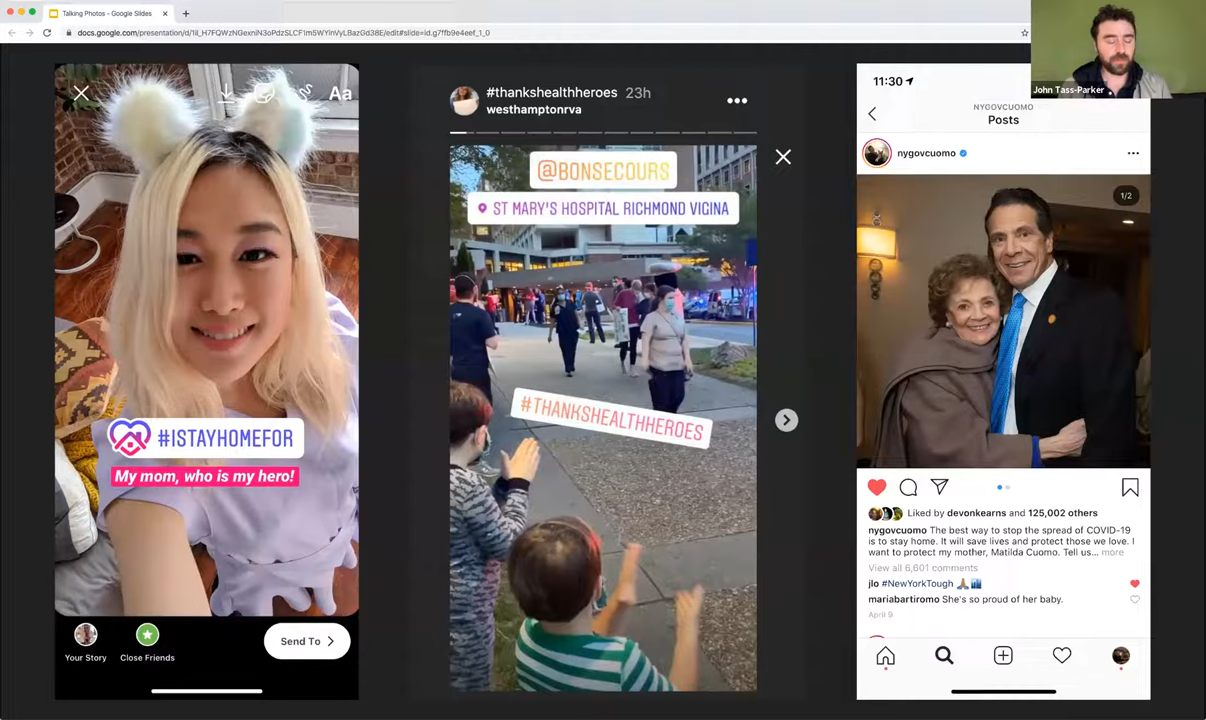 Talking Photos - Google Slides
docs.google.com/presentation/d/1il_H7FQWzNGexniN3oPdzSLCF1m5WYinVyLBazGd38E/edit#slide=id.g7ffb9e4eef_1_0
John Tass-Parker
Aa
#ISTAYHOMEFOR
My mom, who is my hero!
Your Story
Close Friends
Send To
#thankshealthheroes 23h
westhamptonrva
@BONSECOURS
ST MARY'S HOSPITAL RICHMOND VIGINA
#THANKSHEALTHHEROES
11:30
NYGOVCUOMO
Posts
nygovcuomo
1/2
Liked by devonkearns and 125,002 others
nygovcuomo The best way to stop the spread of COVID-19
is to stay home. It will save lives and protect those we love. I
want to protect my mother, Matilda Cuomo. Tell us... more
View all 6,601 comments
jlo #NewYorkTough 🙏🏽🏙️
mariabartiromo She's so proud of her baby.
April 9